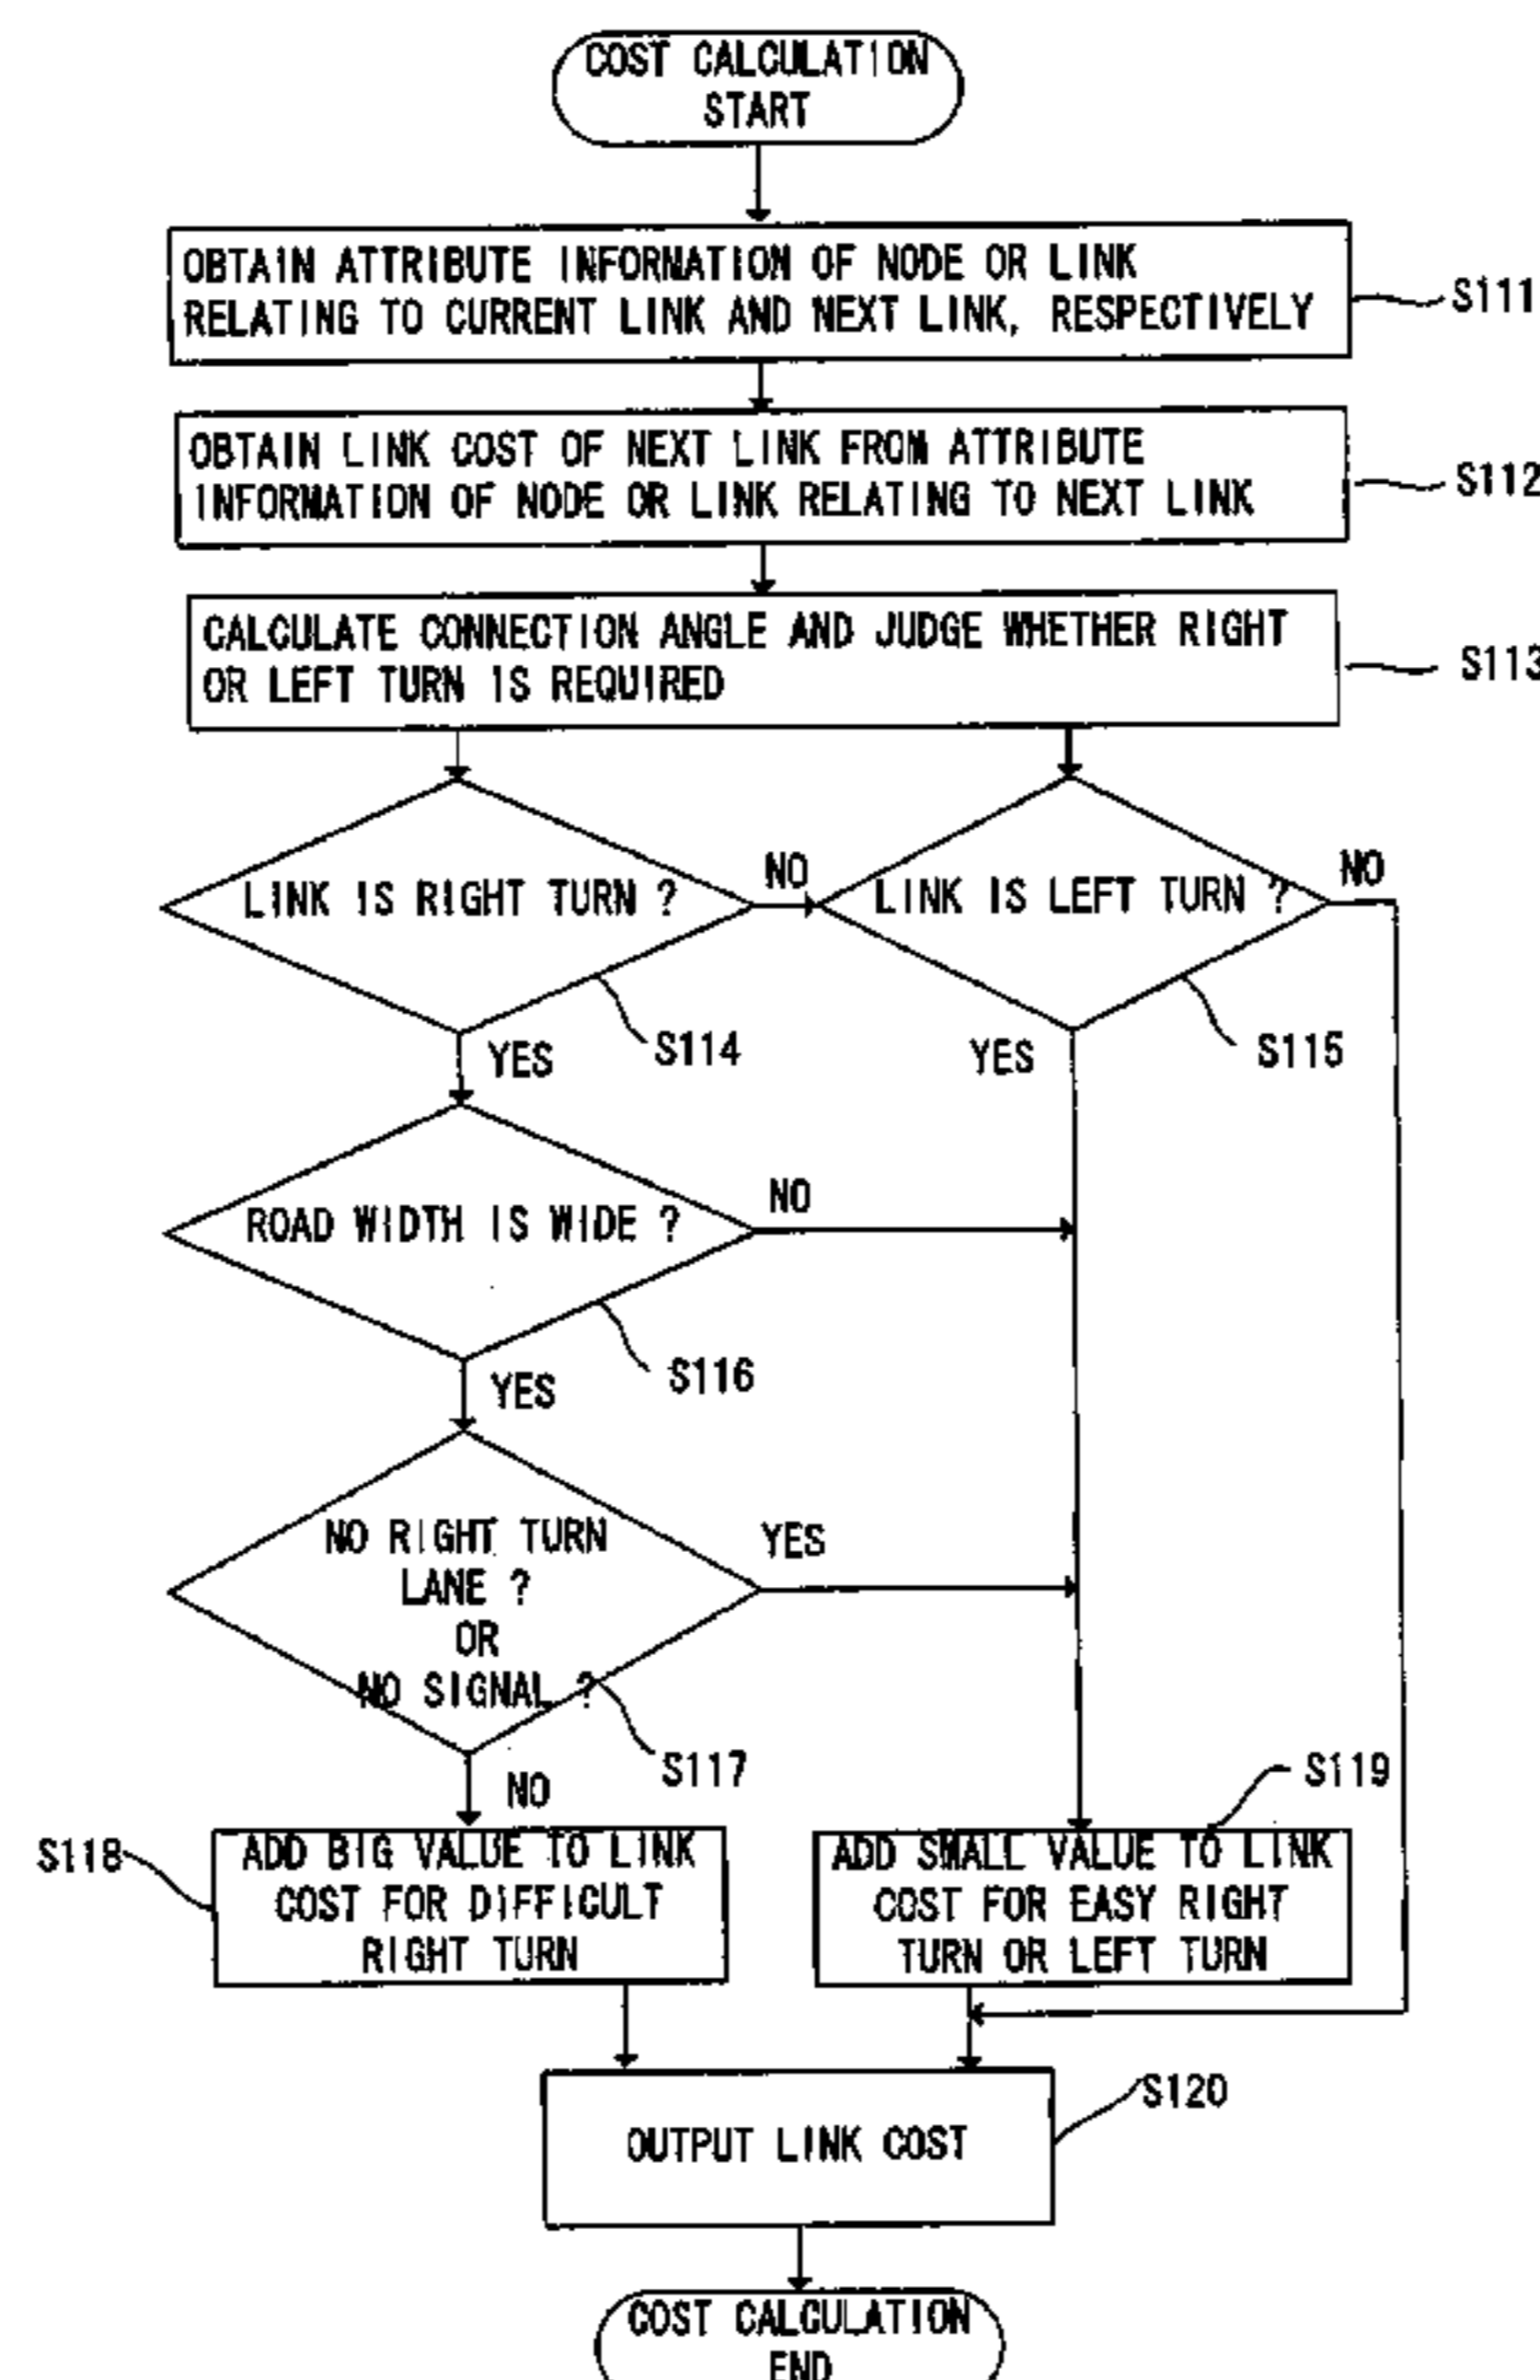 COST CALCULATION
START
OBTAIN ATTRIBUTE INFORMATION OF NODE OR LINK
RELATING TO CURRENT LINK AND NEXT LINK, RESPECTIVELY
S111
OBTAIN LINK COST OF NEXT LINK FROM ATTRIBUTE
INFORMATION OF NODE OR LINK RELATING TO NEXT LINK
S112
CALCULATE CONNECTION ANGLE AND JUDGE WHETHER RIGHT
OR LEFT TURN IS REQUIRED
S113
LINK IS RIGHT TURN ?
NO
LINK IS LEFT TURN ?
NO
S114
S115
YES
YES
ROAD WIDTH IS WIDE ?
NO
S116
YES
NO RIGHT TURN
LANE ?
OR
NO SIGNAL ?
YES
S117
NO
S119
S118
ADD BIG VALUE TO LINK
COST FOR DIFFICULT
RIGHT TURN
ADD SMALL VALUE TO LINK
COST FOR EASY RIGHT
TURN OR LEFT TURN
OUTPUT LINK COST
S120
COST CALCULATION
END